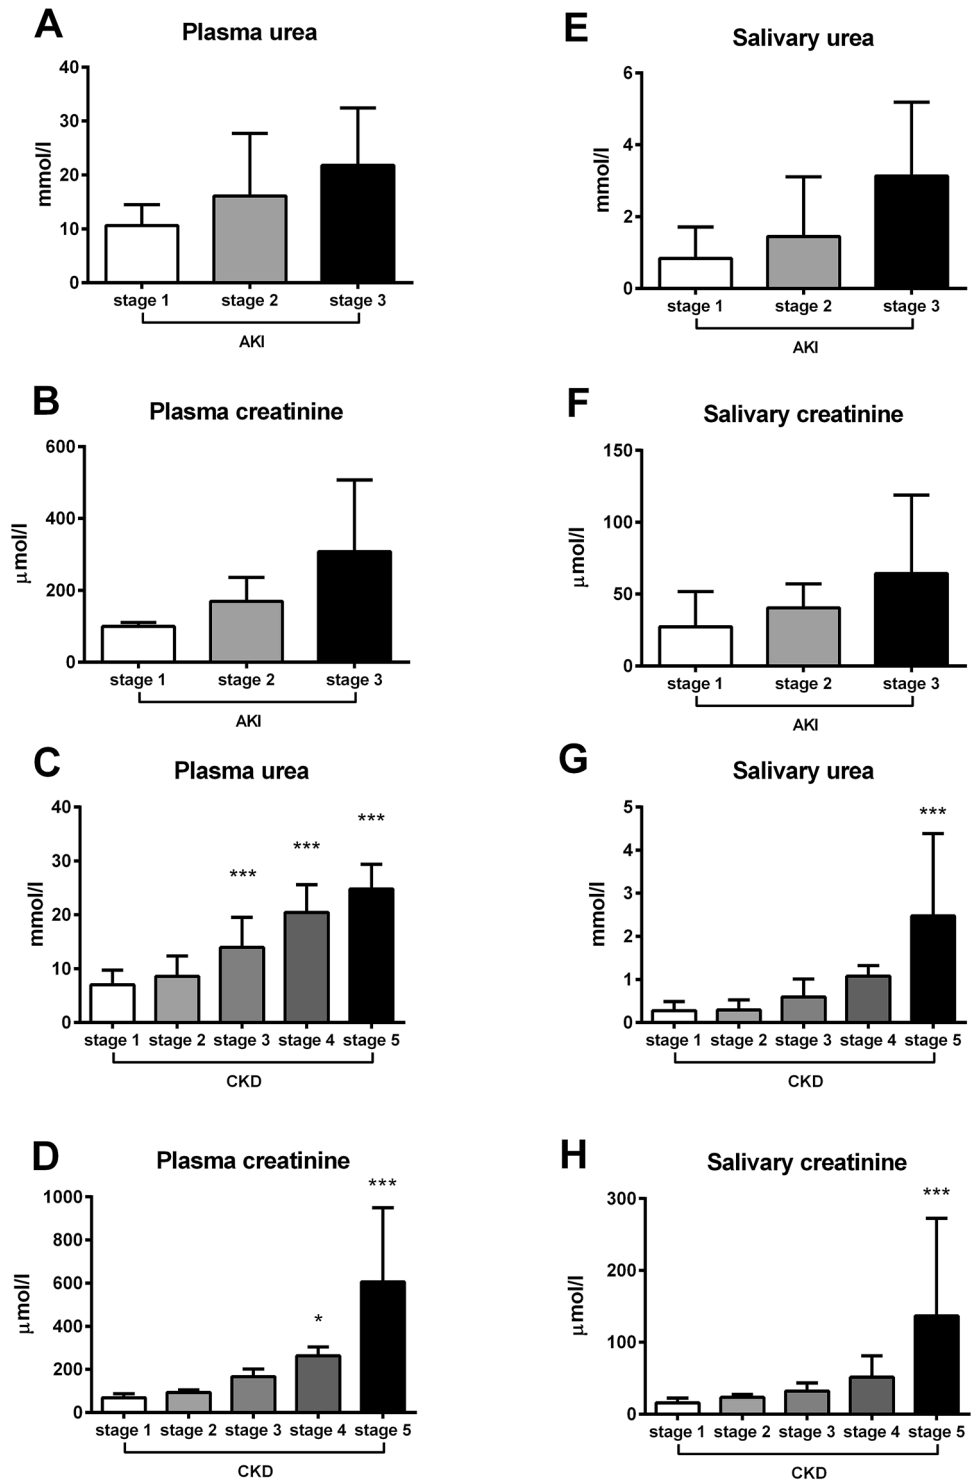 A
Plasma urea
40
30
20
10
0
mmol/l
stage 1 stage 2 stage 3
AKI
E
Salivary urea
6
4
2
0
mmol/l
stage 1 stage 2 stage 3
AKI
B
Plasma creatinine
600
400
200
0
μmol/l
stage 1 stage 2 stage 3
AKI
F
Salivary creatinine
150
100
50
0
μmol/l
stage 1 stage 2 stage 3
AKI
C
Plasma urea
40
30
20
10
0
mmol/l
***
***
***
stage 1 stage 2 stage 3 stage 4 stage 5
CKD
G
Salivary urea
5
4
3
2
1
0
mmol/l
***
stage 1 stage 2 stage 3 stage 4 stage 5
CKD
D
Plasma creatinine
1000
800
600
400
200
0
μmol/l
***
*
stage 1 stage 2 stage 3 stage 4 stage 5
CKD
H
Salivary creatinine
300
200
100
0
μmol/l
***
stage 1 stage 2 stage 3 stage 4 stage 5
CKD